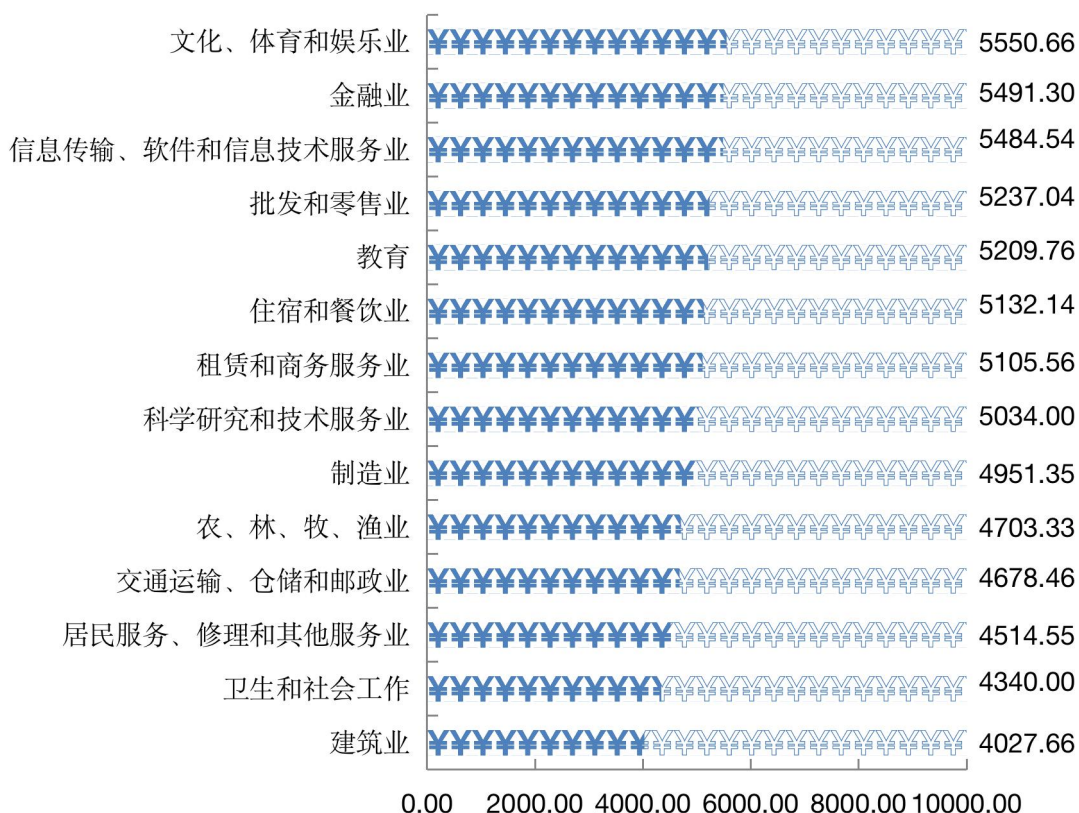 文化、体育和娱乐业 5550.66
金融业 5491.30
信息传输、软件和信息技术服务业 5484.54
批发和零售业 5237.04
教育 5209.76
住宿和餐饮业 5132.14
租赁和商务服务业 5105.56
科学研究和技术服务业 5034.00
制造业 4951.35
农、林、牧、渔业 4703.33
交通运输、仓储和邮政业 4678.46
居民服务、修理和其他服务业 4514.55
卫生和社会工作 4340.00
建筑业 4027.66
0.00 2000.00 4000.00 6000.00 8000.00 10000.00